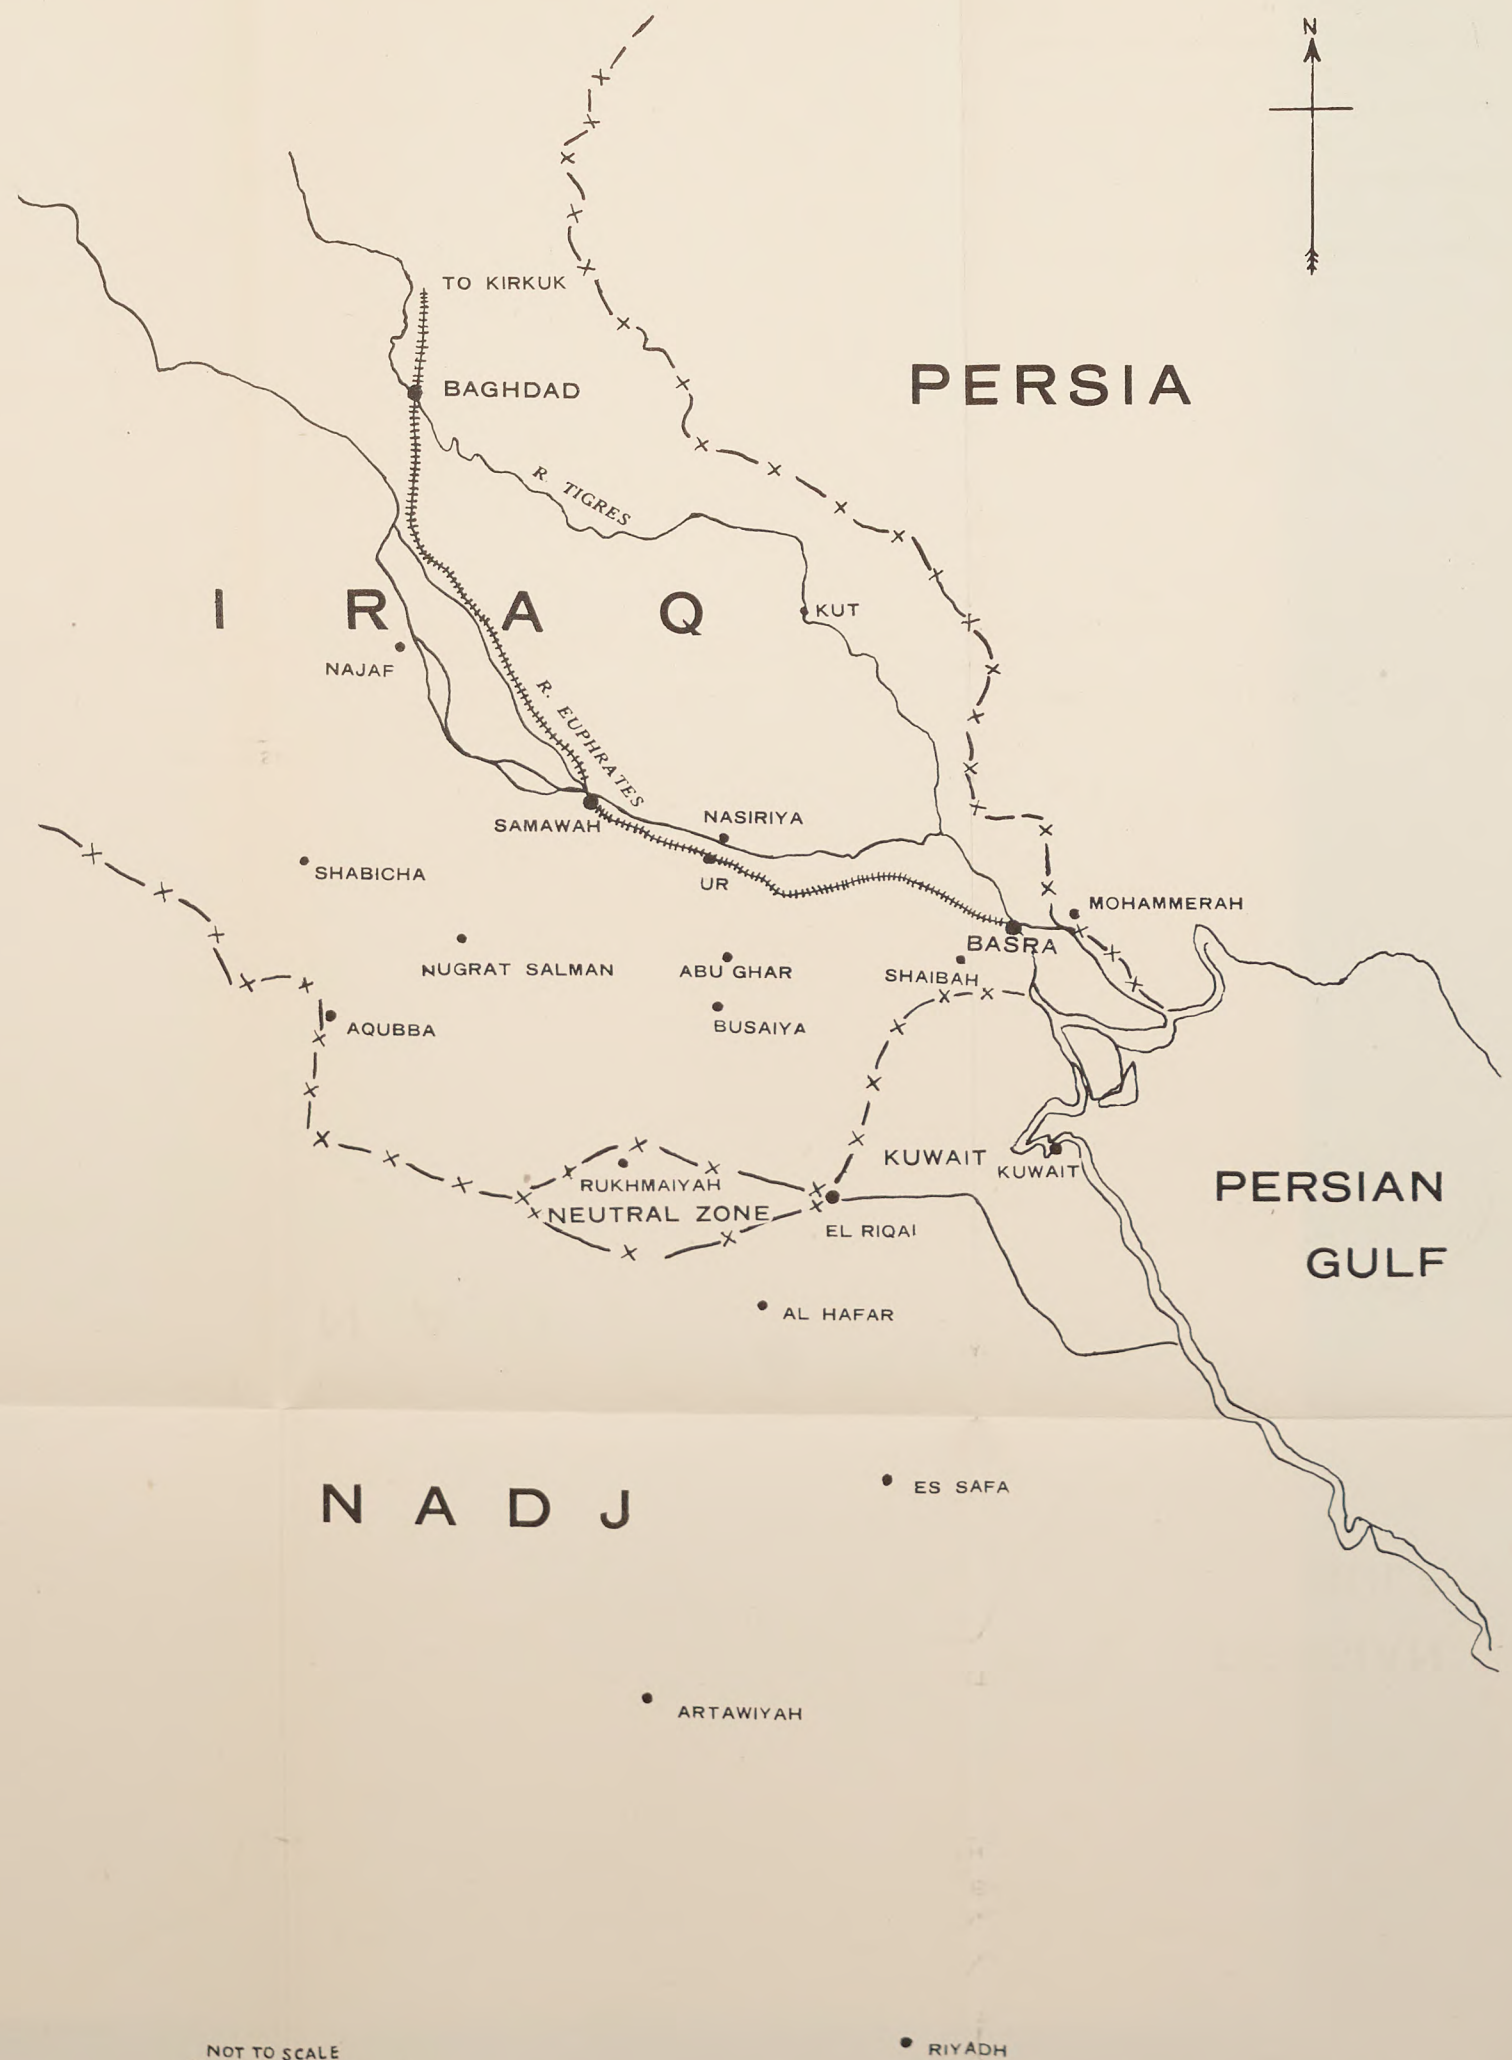 N
TO KIRKUK
PERSIA
BAGHDAD
R. TIGRES
I R A Q
KUT
NAJAF
R. EUPHRATES
NASIRIYA
SAMAWAH
SHABICHA
UR
MOHAMMERAH
BASRA
NUGRAT SALMAN
ABU GHAR
SHAIBAH
AQUBBA
BUSAIYA
KUWAIT
KUWAIT
RUKHMAIYAH
PERSIAN
GULF
NEUTRAL ZONE
EL RIQAI
AL HAFAR
N A D J
ES SAFA
ARTAWIYAH
NOT TO SCALE
RIYADH